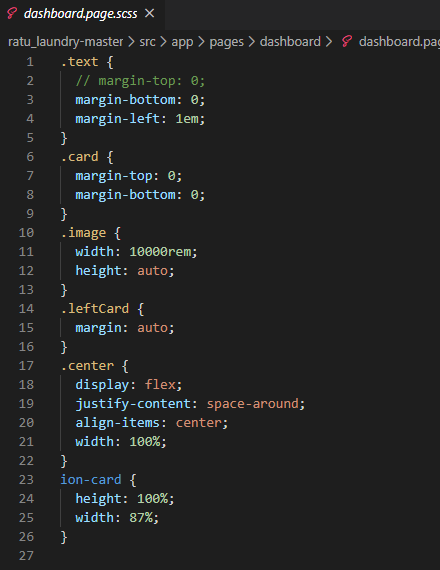 dashboard.page.scss
ratu_laundry-master > src > app > pages > dashboard > dashboard.pag
1 .text {
2 // margin-top: 0;
3 margin-bottom: 0;
4 margin-left: 1em;
5 }
6 .card {
7 margin-top: 0;
8 margin-bottom: 0;
9 }
10 .image {
11 width: 10000rem;
12 height: auto;
13 }
14 .leftCard {
15 margin: auto;
16 }
17 .center {
18 display: flex;
19 justify-content: space-around;
20 align-items: center;
21 width: 100%;
22 }
23 ion-card {
24 height: 100%;
25 width: 87%;
26 }
27